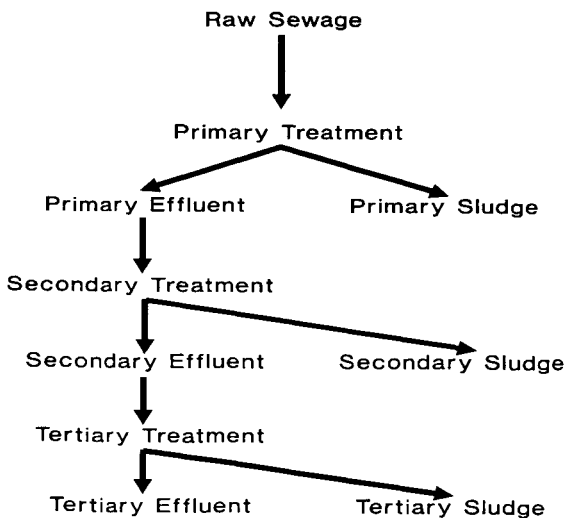 Raw Sewage
Primary Treatment
Primary Effluent
Primary Sludge
Secondary Treatment
Secondary Effluent
Secondary Sludge
Tertiary Treatment
Tertiary Effluent
Tertiary Sludge